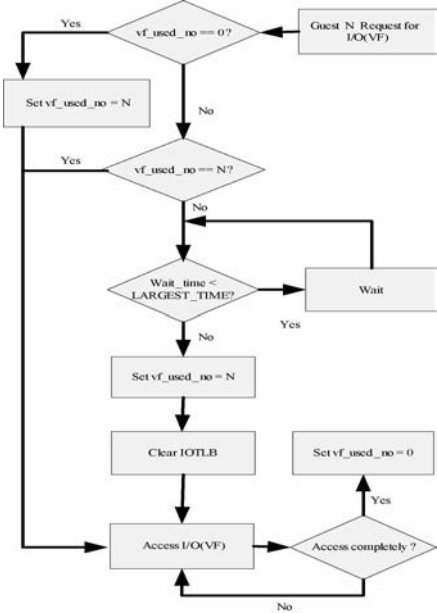 Yes
vf_used_no == 0?
Guest N Request for
I/O(VF)
Set vf_used_no = N
No
Yes
vf_used_no == N?
No
Wait_time <
LARGEST_TIME?
Wait
Yes
No
Set vf_used_no = N
Clear IOTLB
Set vf_used_no = 0
Yes
Access I/O(VF)
Access completely ?
No